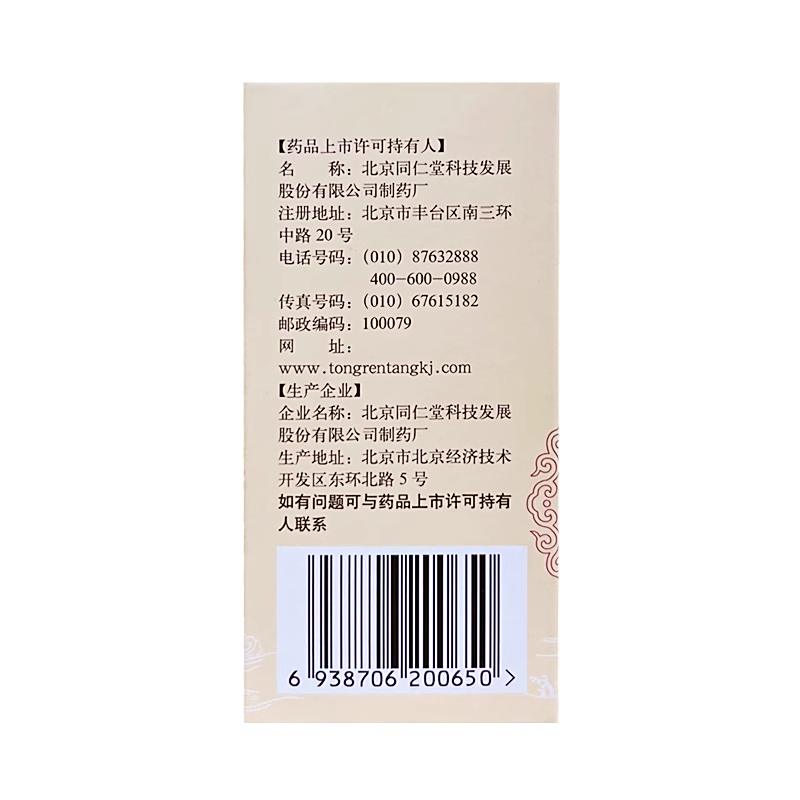 【药品上市许可持有人】
名　　称：北京同仁堂科技发展
股份有限公司制药厂
注册地址：北京市丰台区南三环
中路 20 号
电话号码：(010) 87632888
400-600-0988
传真号码：(010) 67615182
邮政编码：100079
网　　址：
www.tongrentangkj.com
【生产企业】
企业名称：北京同仁堂科技发展
股份有限公司制药厂
生产地址：北京市北京经济技术
开发区东环北路 5 号
如有问题可与药品上市许可持有
人联系
6 938706 200650 >